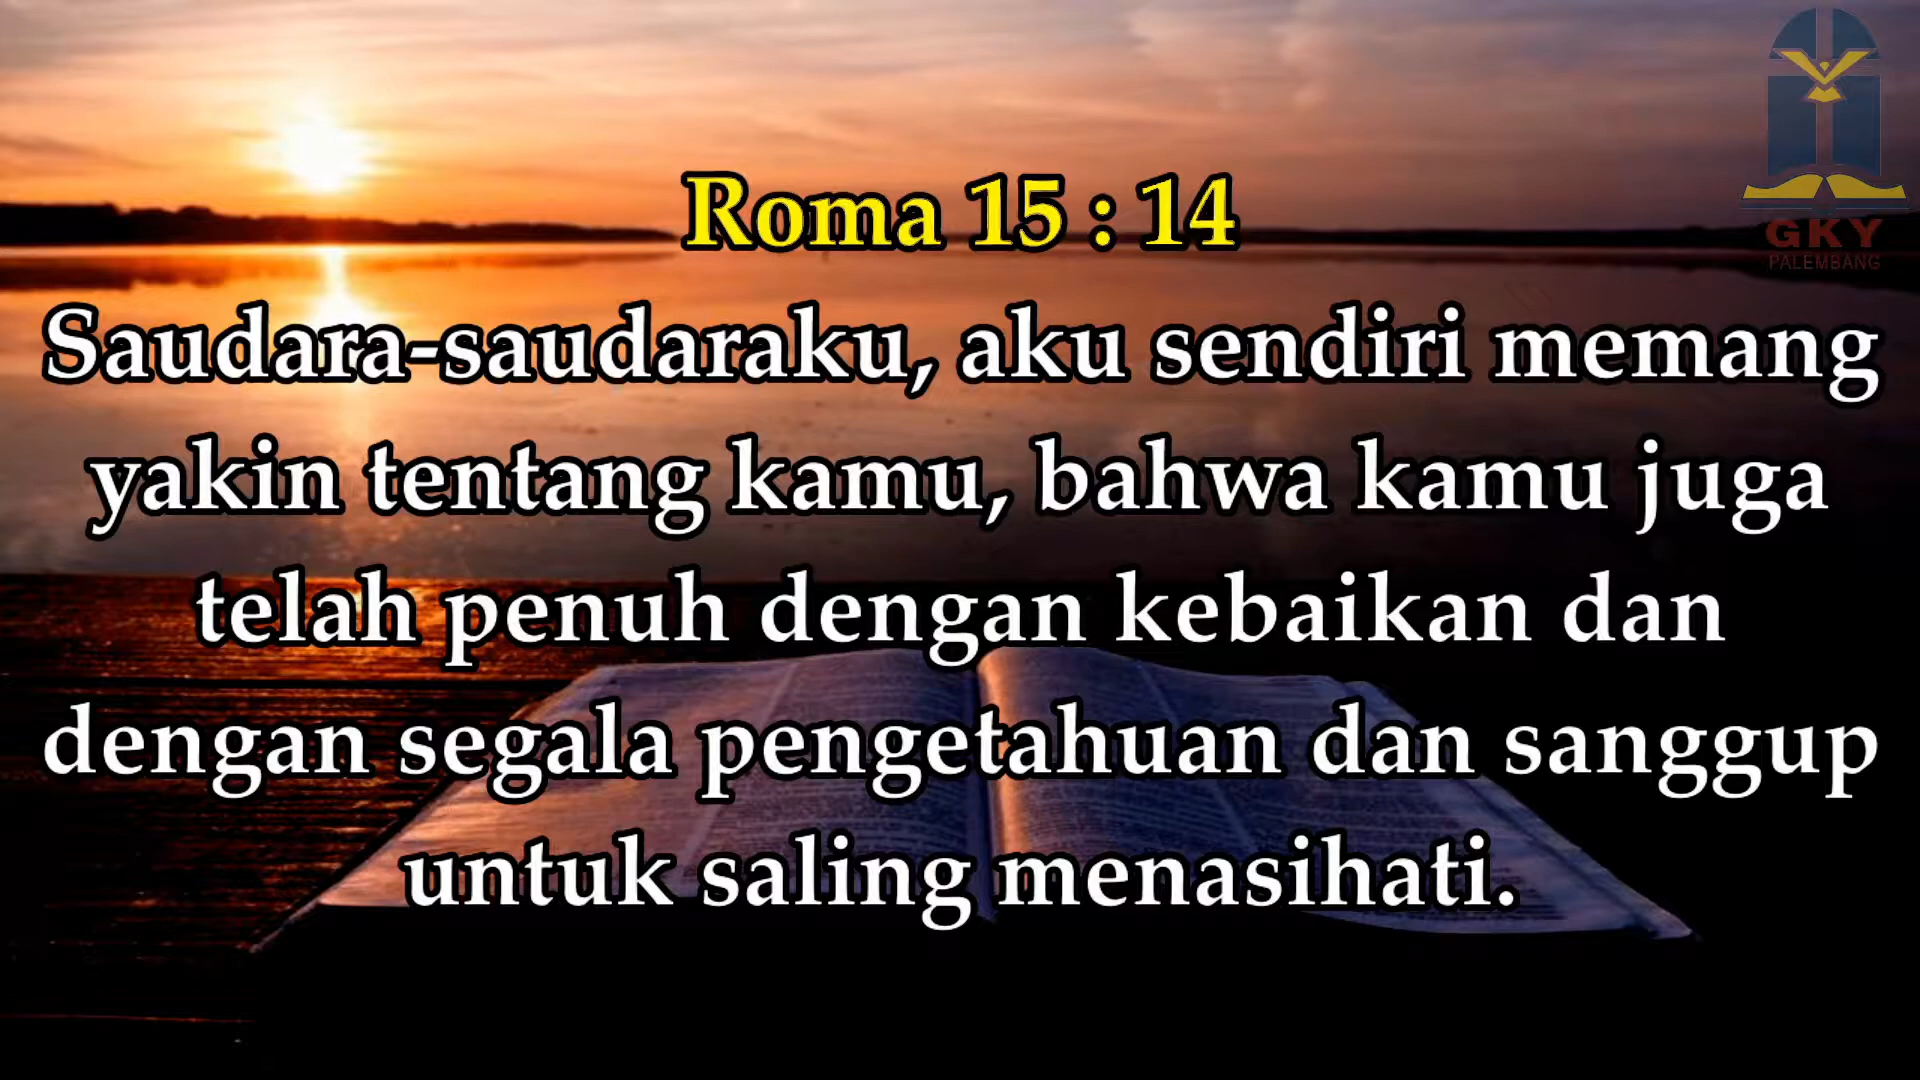 Roma 15 : 14
Saudara-saudaraku, aku sendiri memang
yakin tentang kamu, bahwa kamu juga
telah penuh dengan kebaikan dan
dengan segala pengetahuan dan sanggup
untuk saling menasihati.
GKY
PALEMBANG